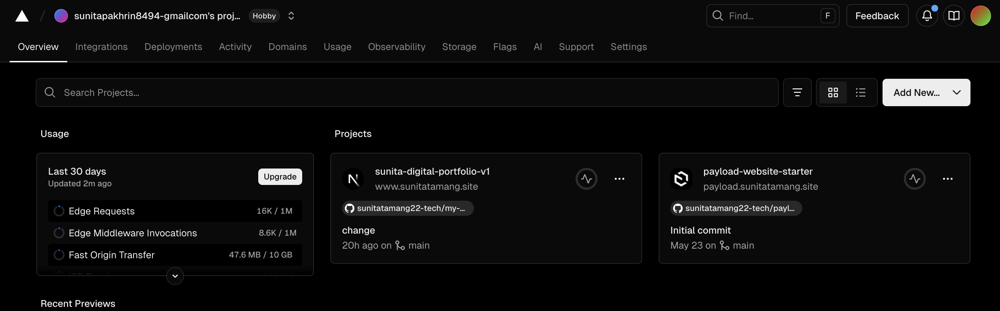 sunitapakhrin8494-gmailcom's proj... Hobby
Find... F
Feedback
Overview Integrations Deployments Activity Domains Usage Observability Storage Flags AI Support Settings
Search Projects...
Add New...
Usage
Last 30 days
Updated 2m ago
Upgrade
Edge Requests 16K / 1M
Edge Middleware Invocations 8.6K / 1M
Fast Origin Transfer 47.6 MB / 10 GB
Projects
sunita-digital-portfolio-v1
www.sunitatamang.site
sunitatamang22-tech/my-...
change
20h ago on main
payload-website-starter
payload.sunitatamang.site
sunitatamang22-tech/payl...
Initial commit
May 23 on main
Recent Previews